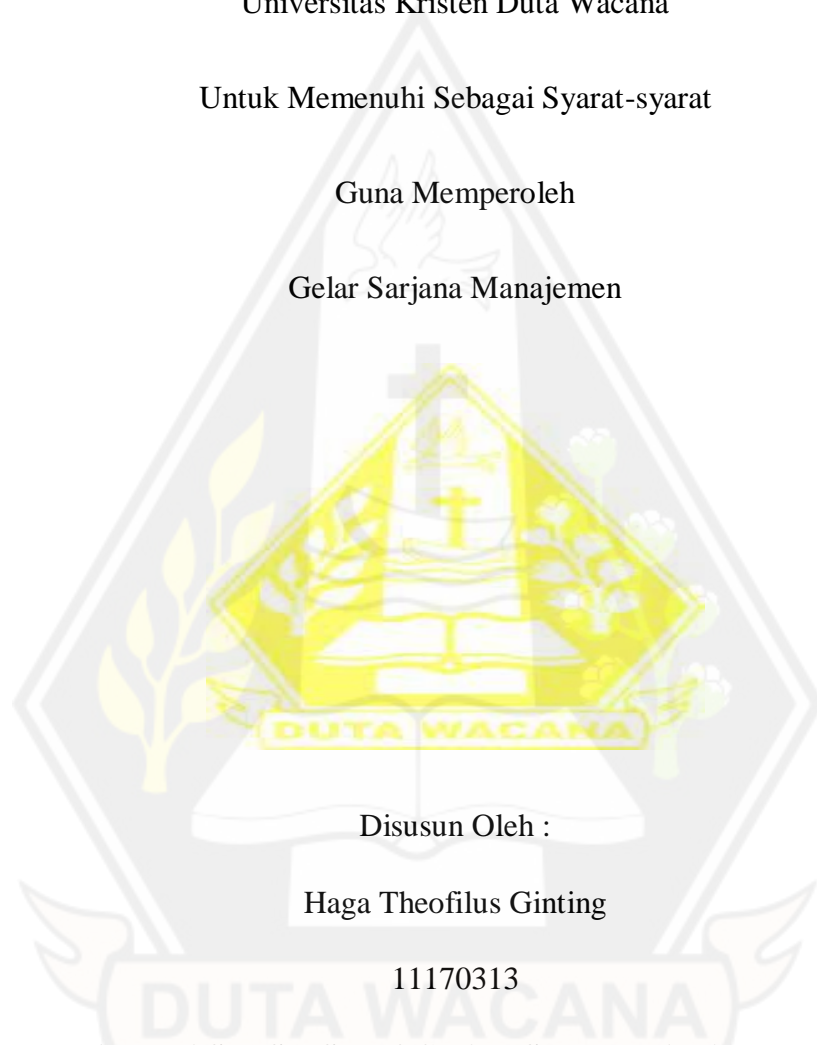 Universitas Kristen Duta Wacana
Untuk Memenuhi Sebagai Syarat-syarat
Guna Memperoleh
Gelar Sarjana Manajemen
DUTA WACANA
Disusun Oleh :
Haga Theofilus Ginting
11170313
DUTA WACANA